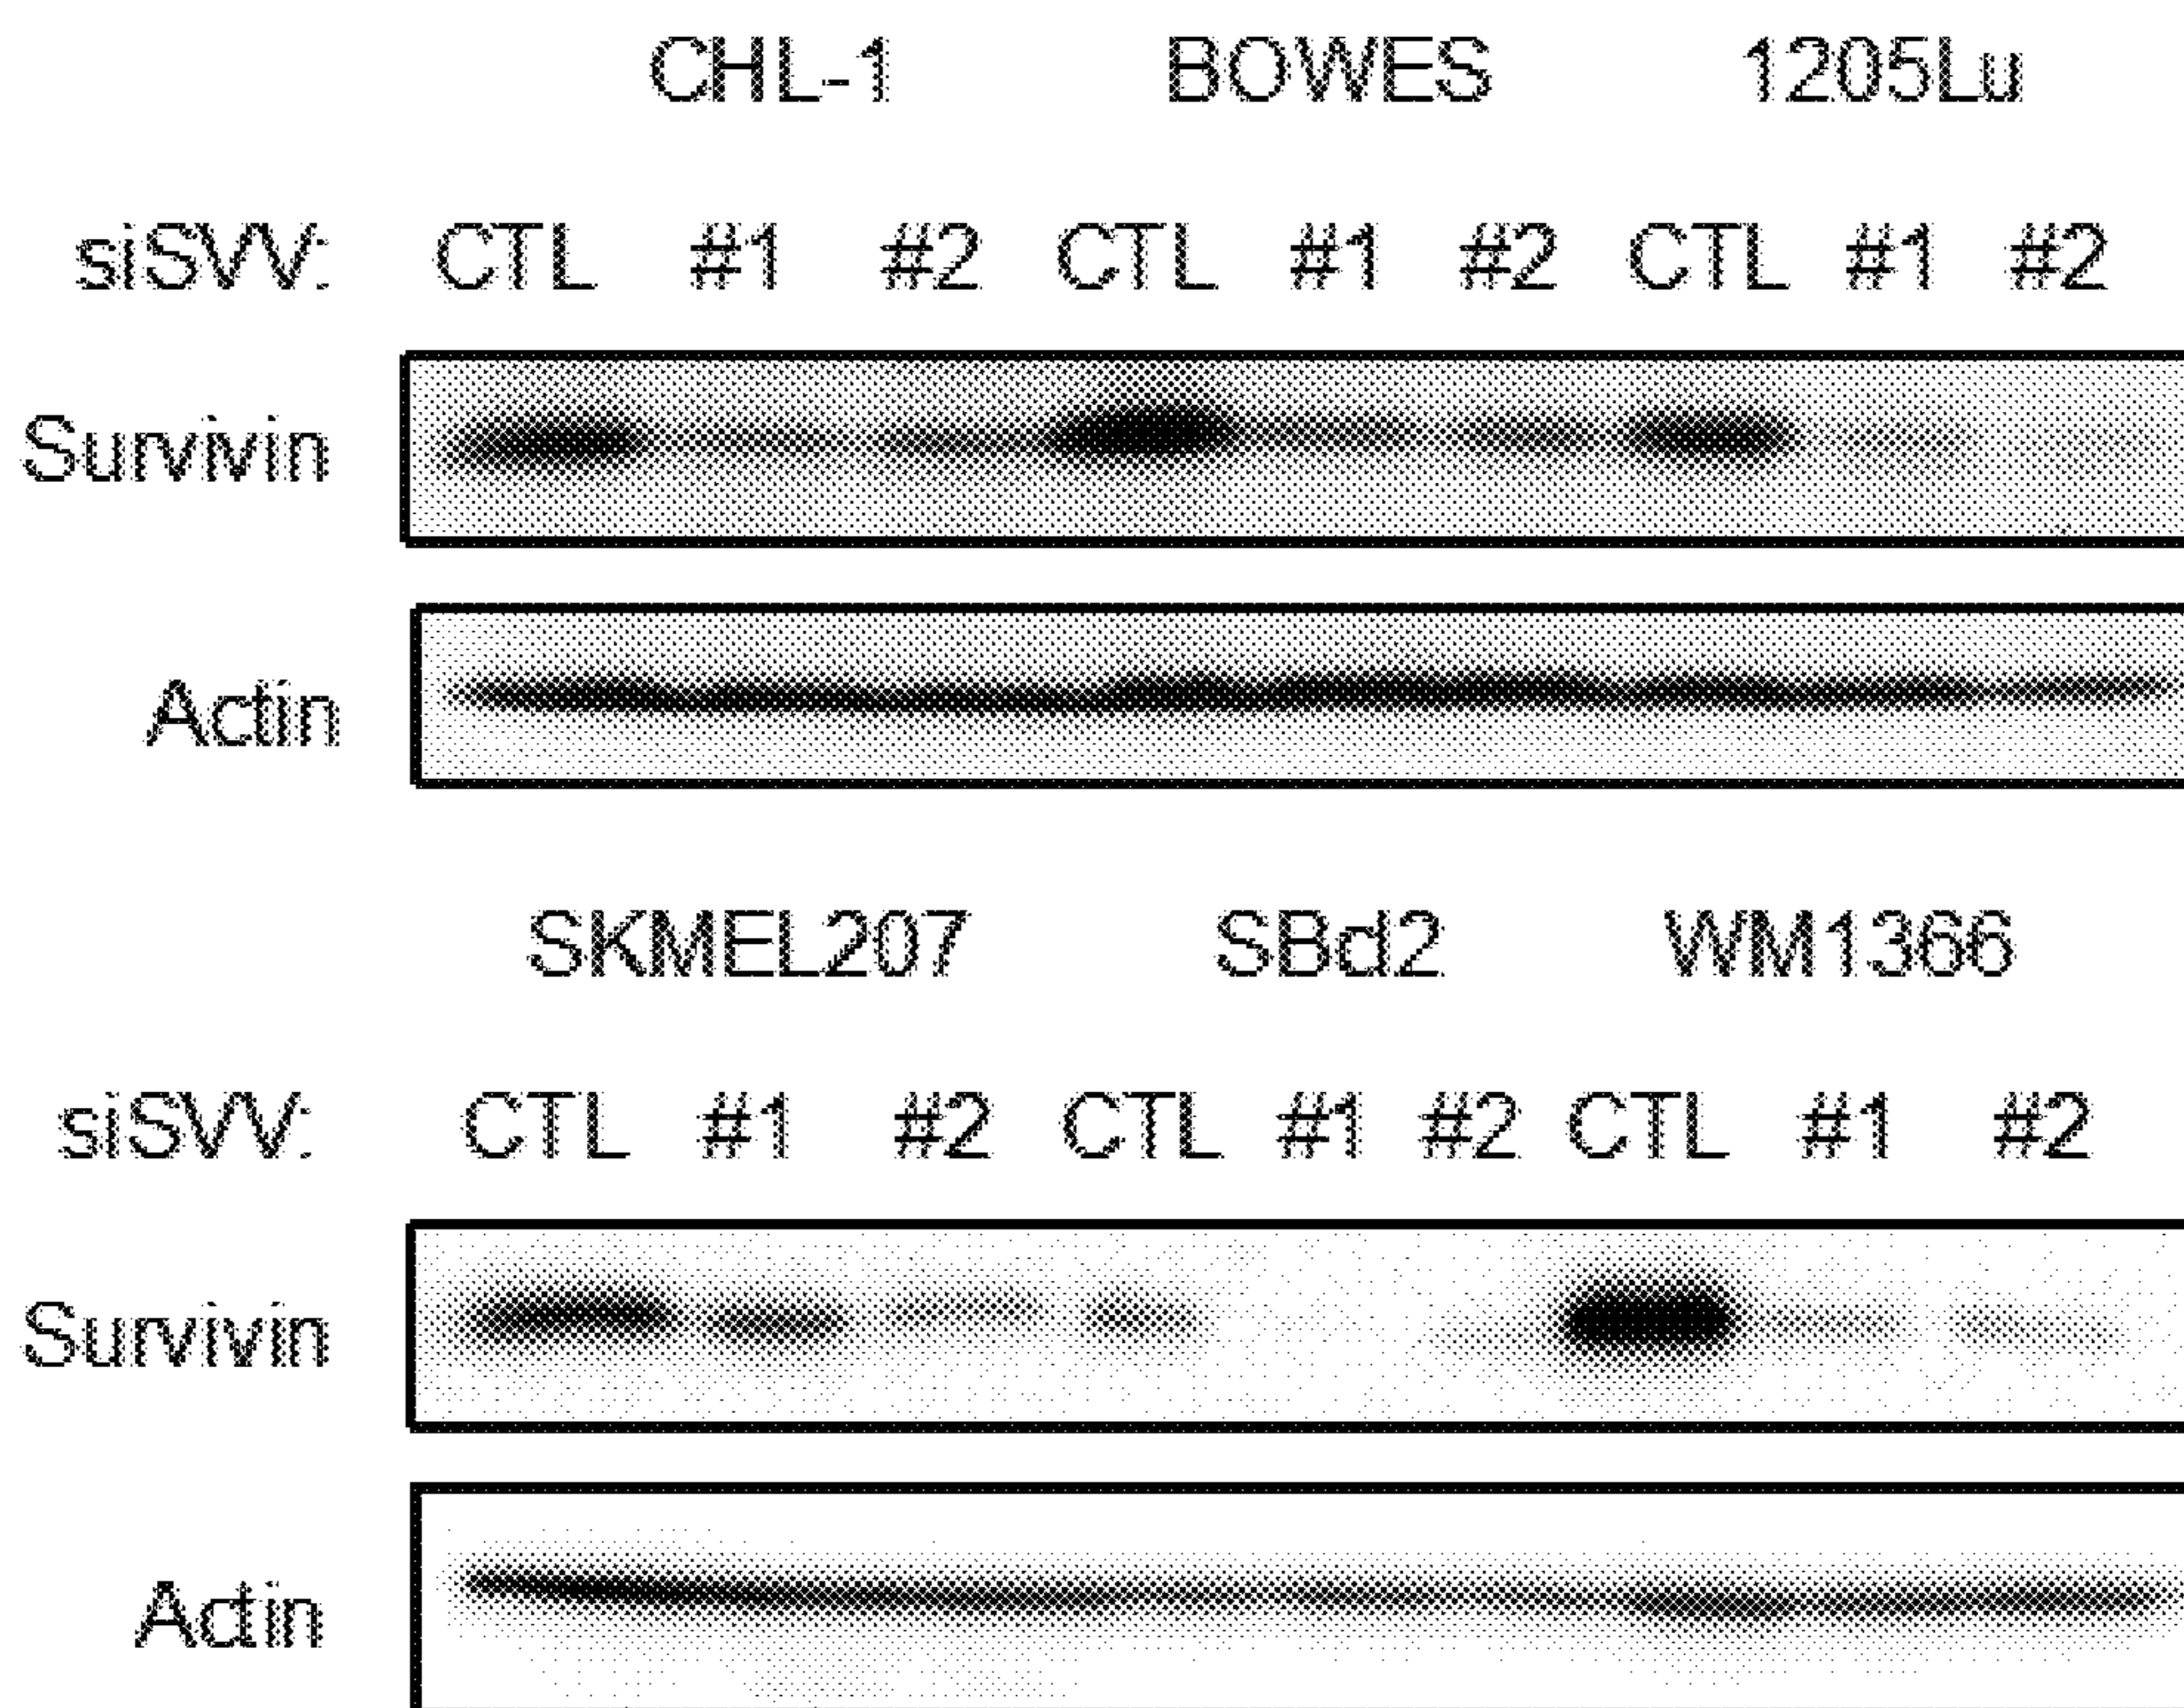 CHL-1 BOWES 1205Lu
siSVV: CTL #1 #2 CTL #1 #2 CTL #1 #2
Survivin
Actin
SKMEL207 SBcl2 WM1366
siSVV: CTL #1 #2 CTL #1 #2 CTL #1 #2
Survivin
Actin